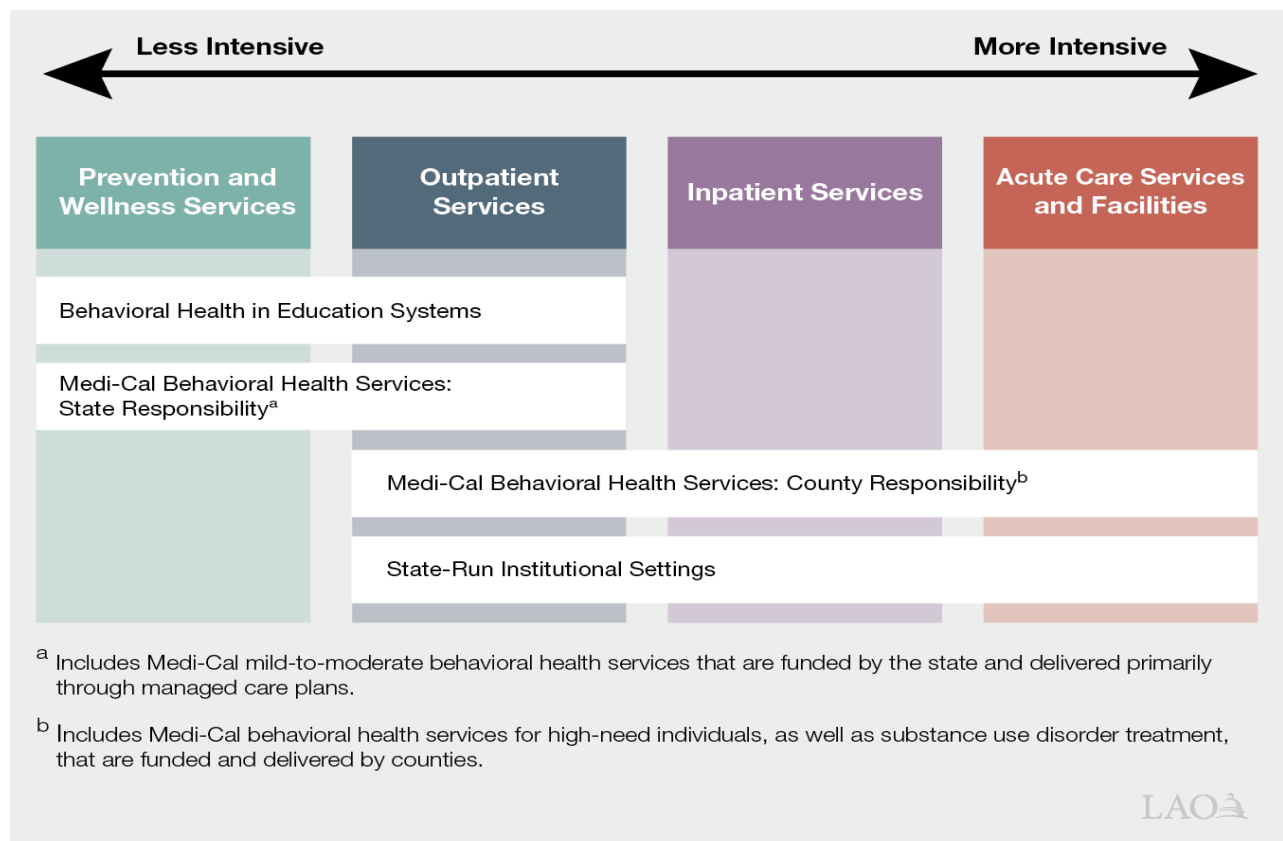 Less Intensive
More Intensive
Prevention and
Wellness Services
Outpatient
Services
Inpatient Services
Acute Care Services
and Facilities
Behavioral Health in Education Systems
Medi-Cal Behavioral Health Services:
State Responsibilityᵃ
Medi-Cal Behavioral Health Services: County Responsibilityᵇ
State-Run Institutional Settings
ᵃ Includes Medi-Cal mild-to-moderate behavioral health services that are funded by the state and delivered primarily
through managed care plans.
ᵇ Includes Medi-Cal behavioral health services for high-need individuals, as well as substance use disorder treatment,
that are funded and delivered by counties.
LAO